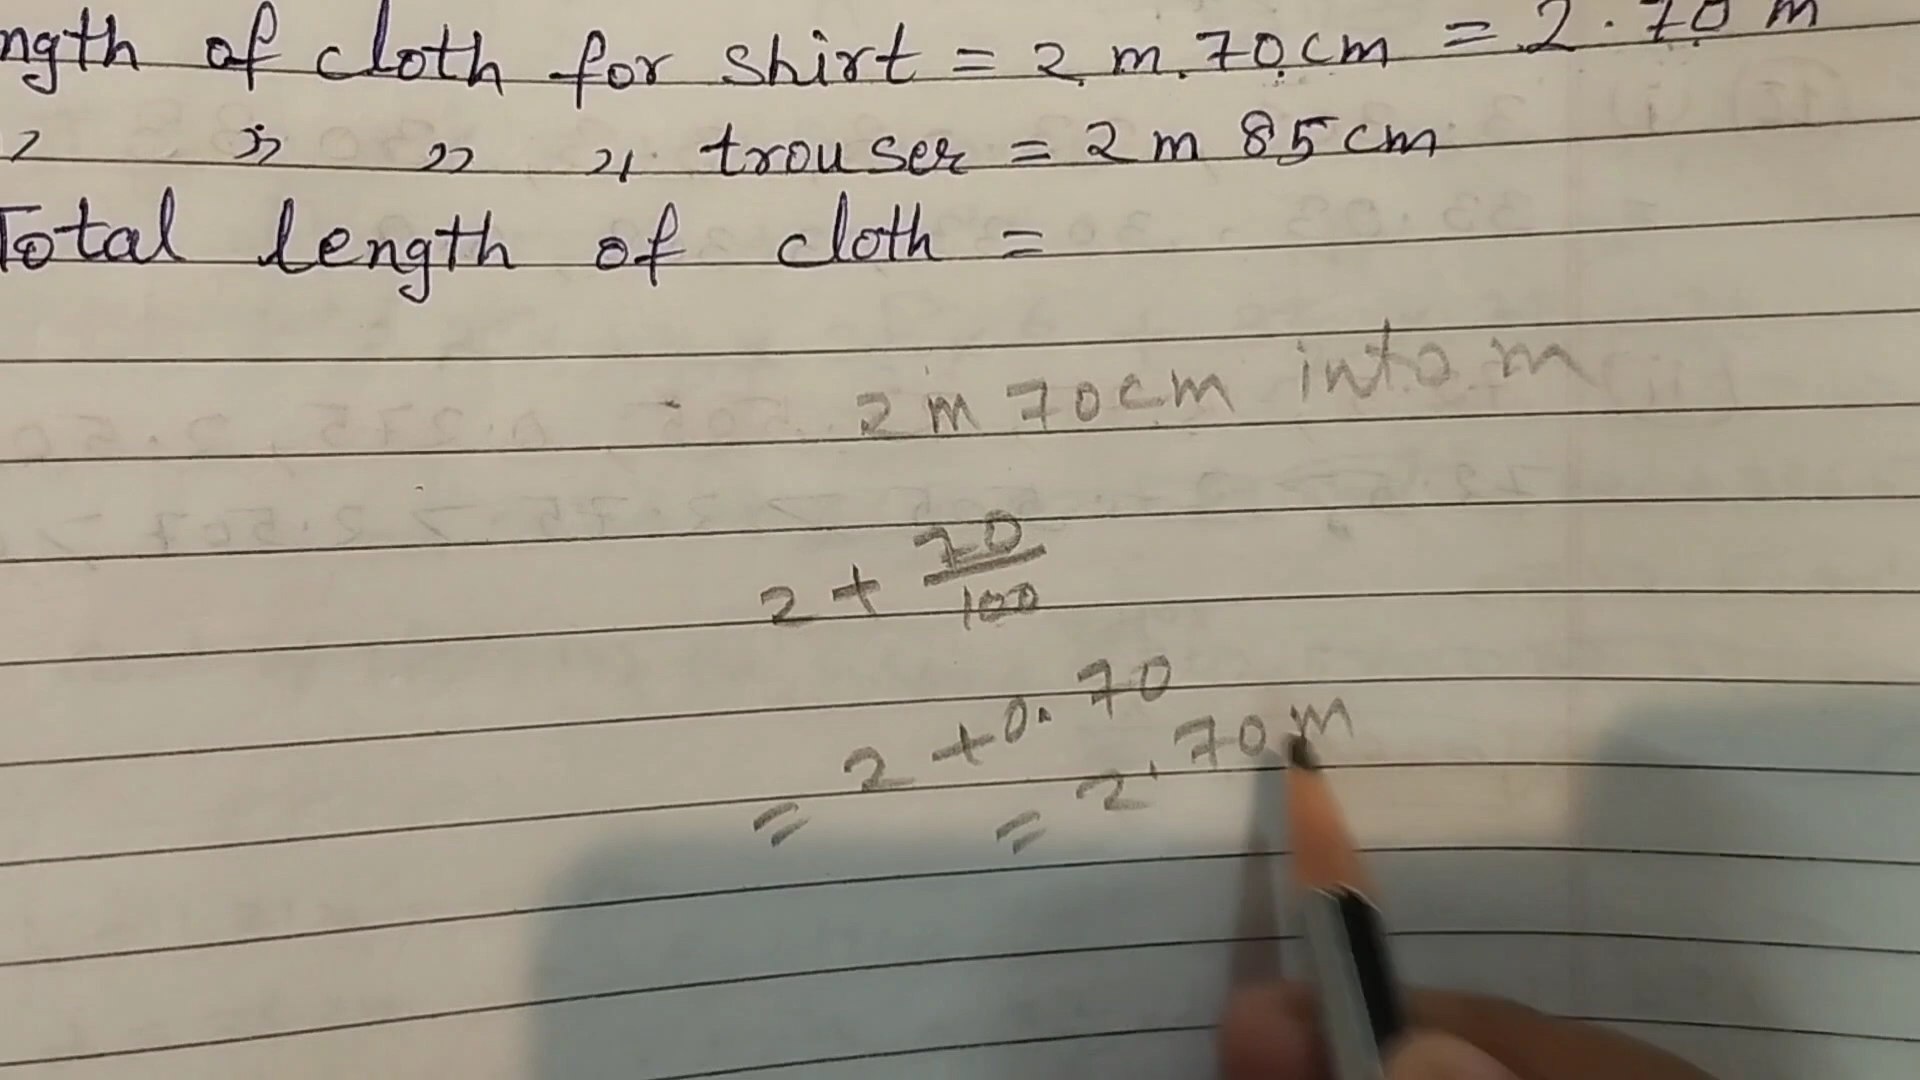 ngth of cloth for shirt = 2 m 70 cm = 2.70 m
" " " " trouser = 2 m 85 cm
Total length of cloth =
2 m 70 cm into m
2 + 70/100
= 2 + 0.70
= 2.70 m